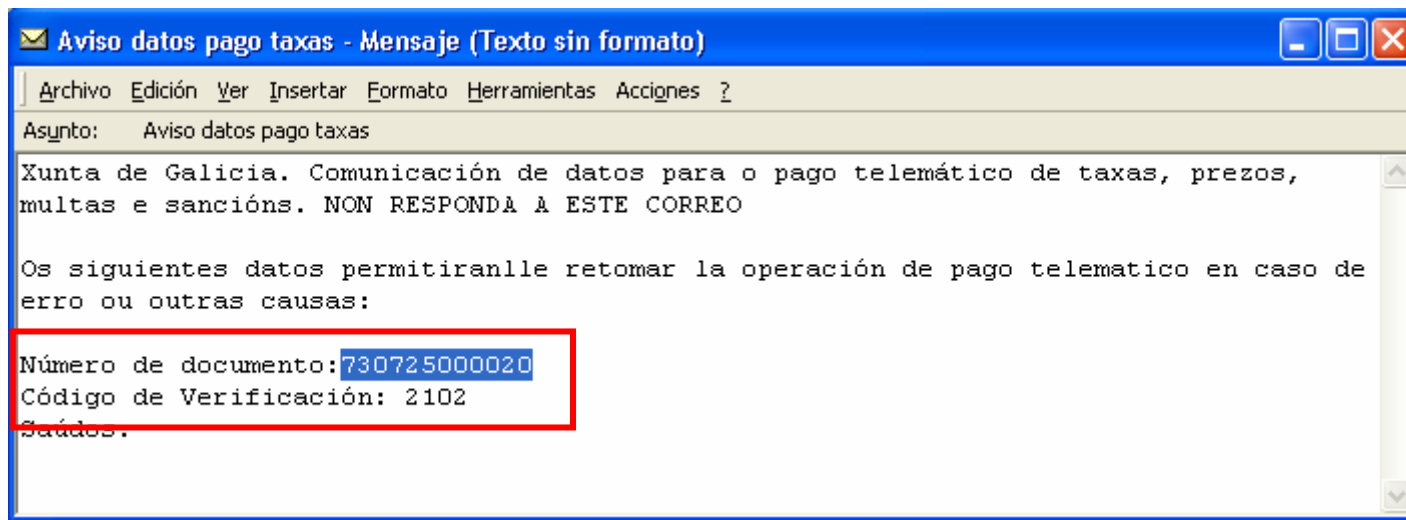 Aviso datos pago taxas - Mensaje (Texto sin formato)
Archivo Edición Ver Insertar Formato Herramientas Acciones ?
Asunto: Aviso datos pago taxas
Xunta de Galicia. Comunicación de datos para o pago telemático de taxas, prezos,
multas e sancións. NON RESPONDA A ESTE CORREO
Os siguientes datos permitiranlle retomar la operación de pago telematico en caso de
erro ou outras causas:
Número de documento:730725000020
Código de Verificación: 2102
Saúdos.